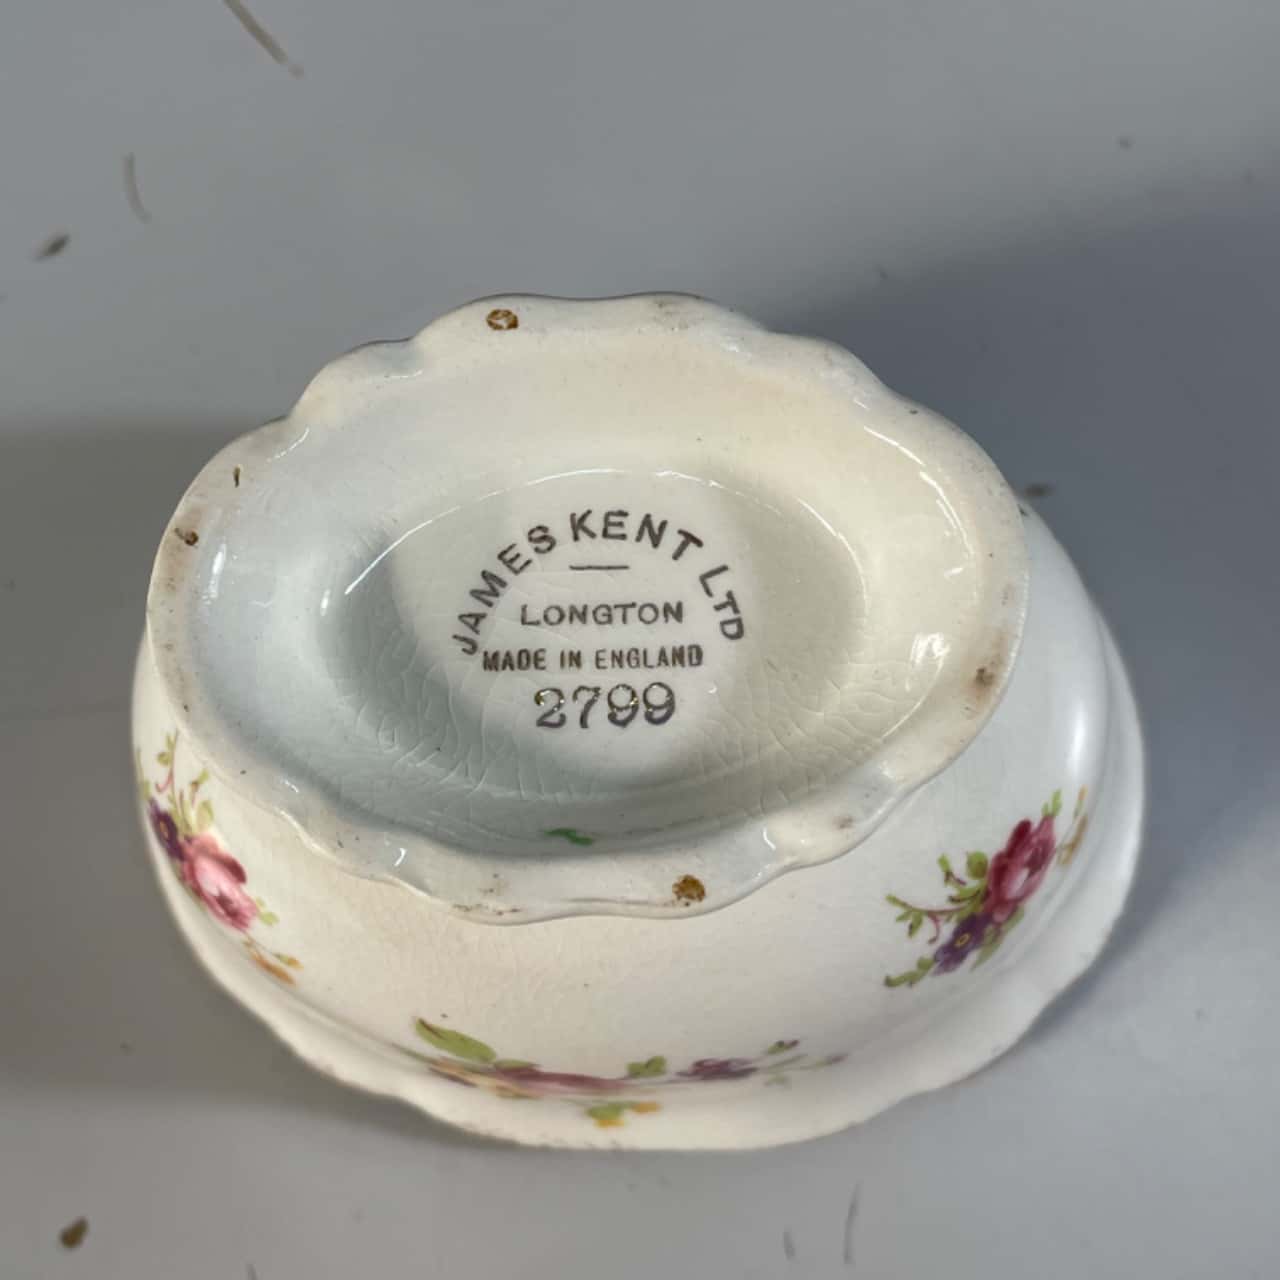 JAMES KENT LTD
LONGTON
MADE IN ENGLAND
2799